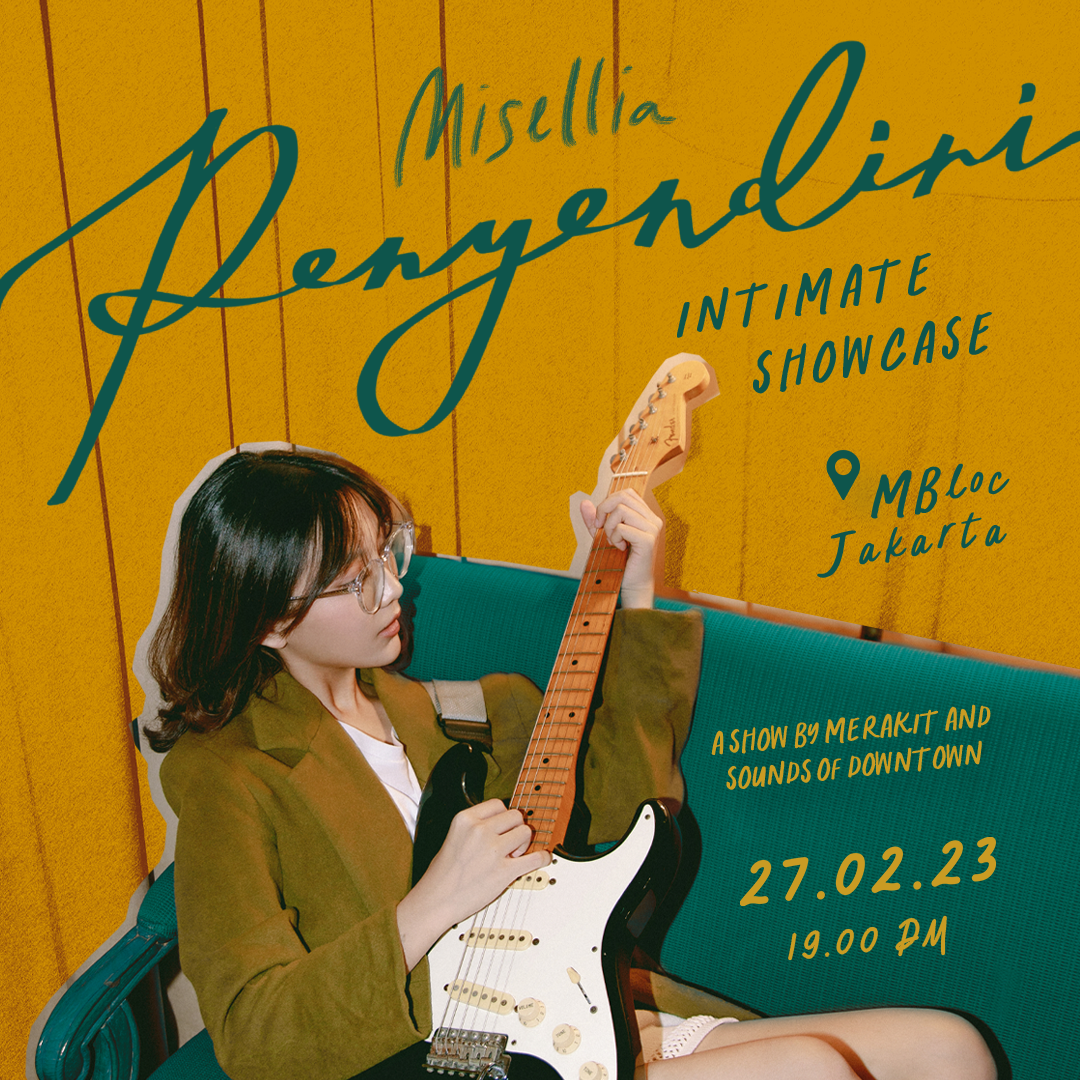 Misellia
Penyendiri
INTIMATE
SHOWCASE
MBloc
Jakarta
Fender
A SHOW BY MERAKIT AND
SOUNDS OF DOWNTOWN
27.02.23
19.00 PM